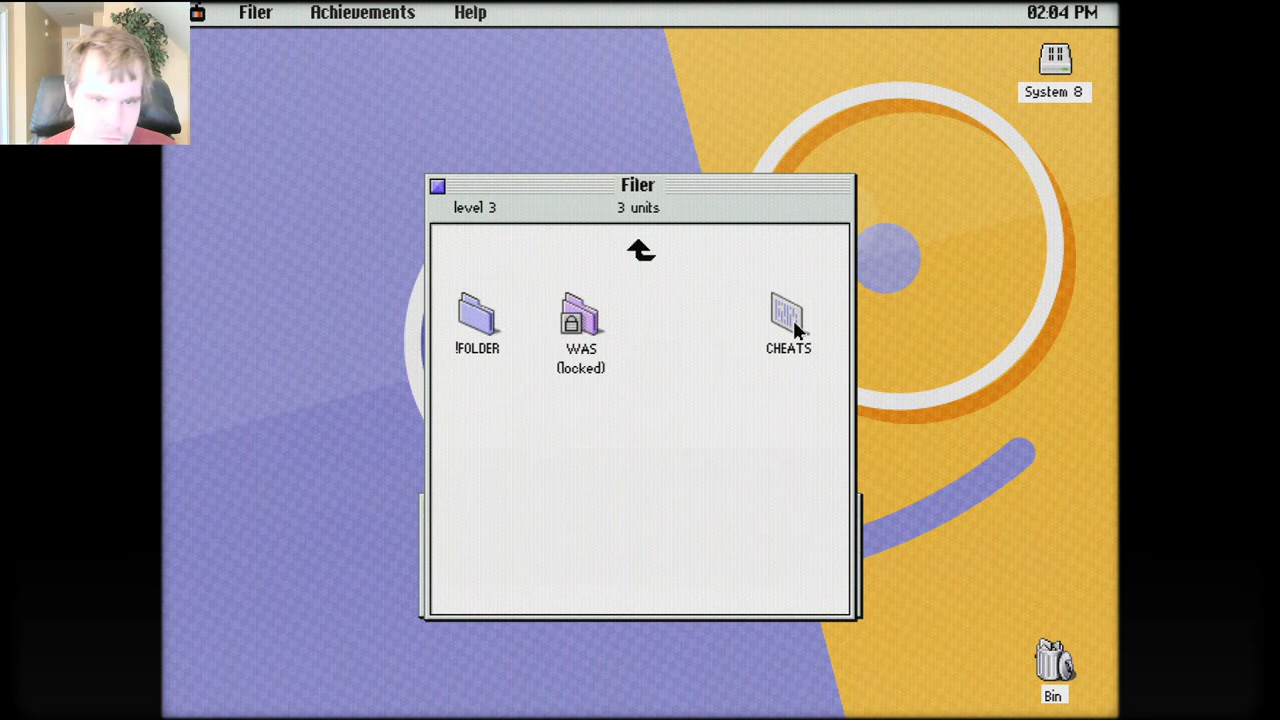 Filer Achievements Help 02:04 PM
System 8
Filer
level 3 3 units
!FOLDER WAS CHEATS
(locked)
Bin